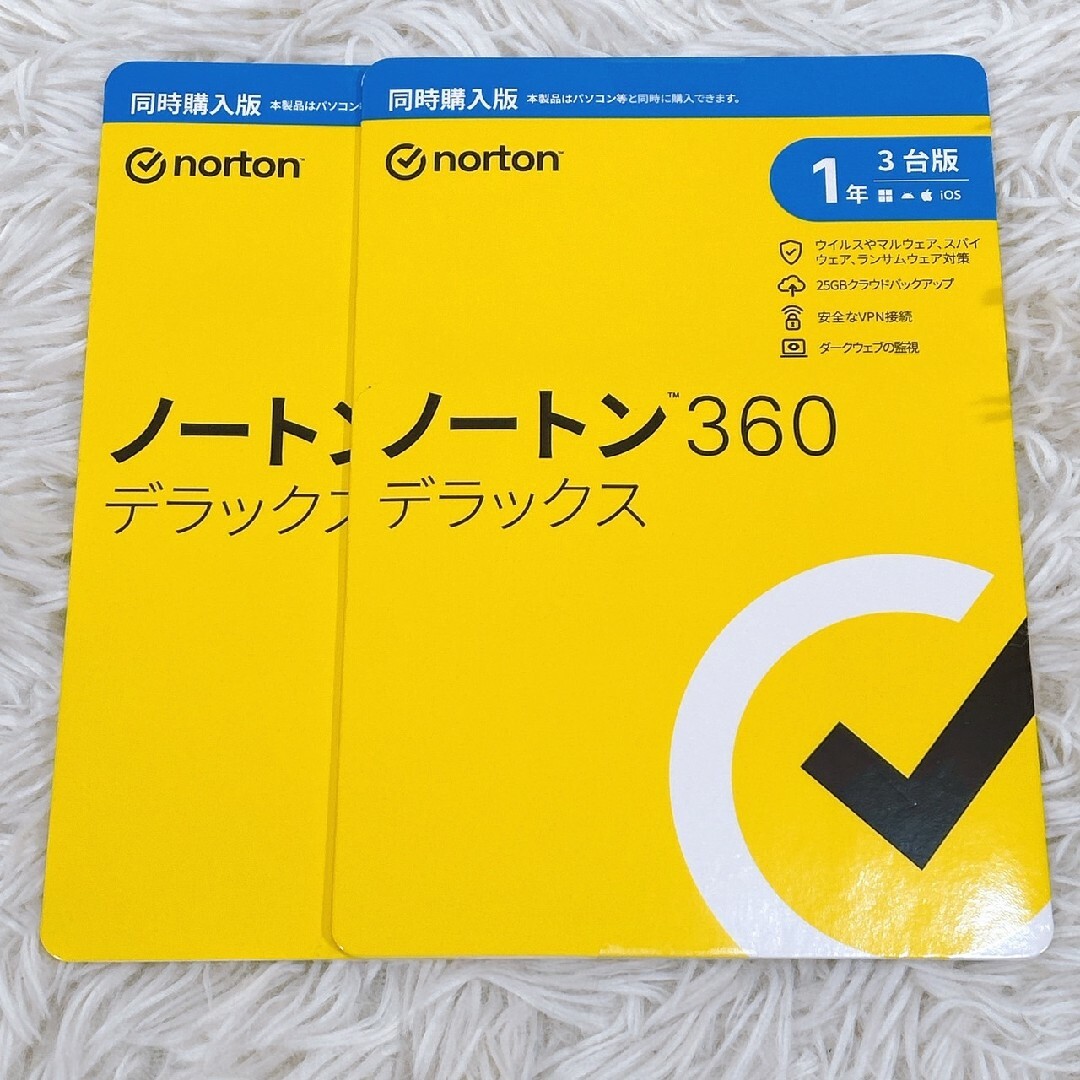 同時購入版 本製品はパソコン
norton
ノートン
デラックス
同時購入版 本製品はパソコン等と同時に購入できます。
norton
1年
3台版
iOS
ウイルスやマルウェア、スパイ
ウェア、ランサムウェア対策
25GBクラウドバックアップ
安全なVPN接続
ダークウェブの監視
ノートン™360
デラックス